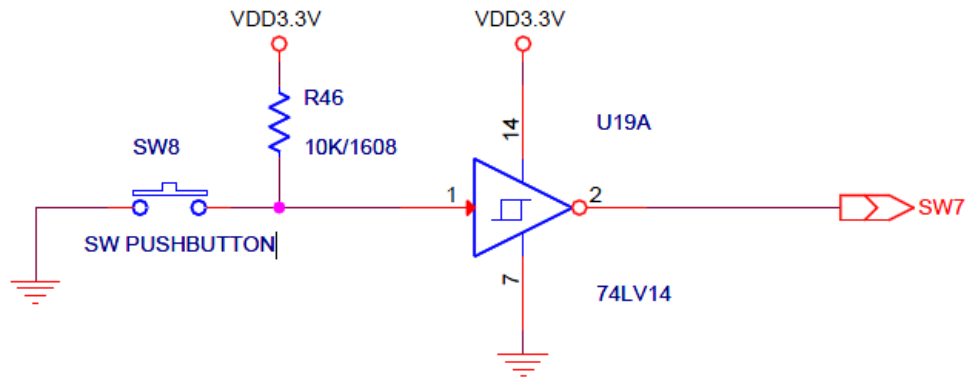 VDD3.3V
VDD3.3V
R46
10K/1608
SW8
SW PUSHBUTTON
14
U19A
1
2
SW7
7
74LV14